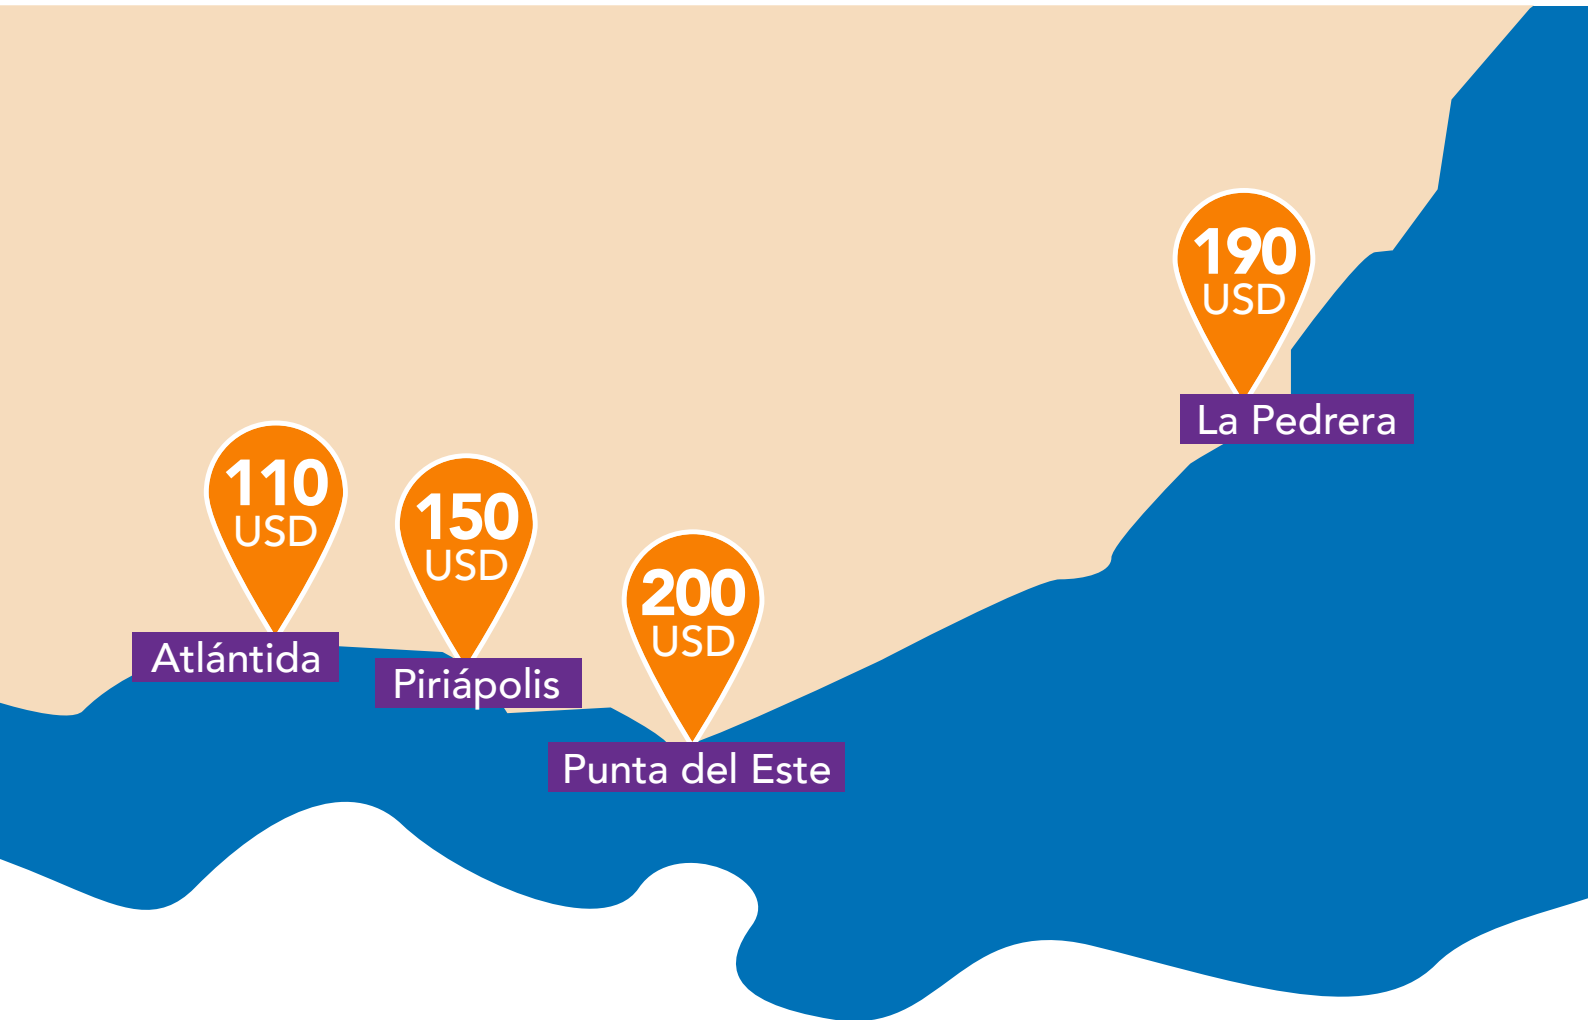 190
USD
La Pedrera
110
USD
Atlántida
150
USD
Piriápolis
200
USD
Punta del Este